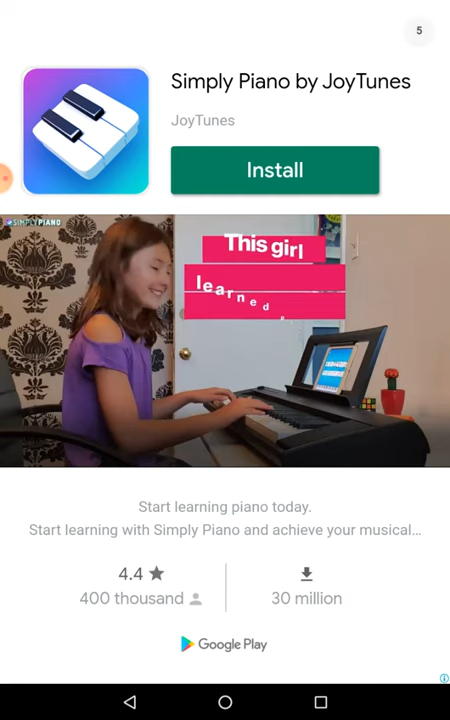 5
Simply Piano by JoyTunes
JoyTunes
Install
SIMPLYPIANO
This girl
learned
Start learning piano today.
Start learning with Simply Piano and achieve your musical...
4.4
400 thousand
30 million
Google Play